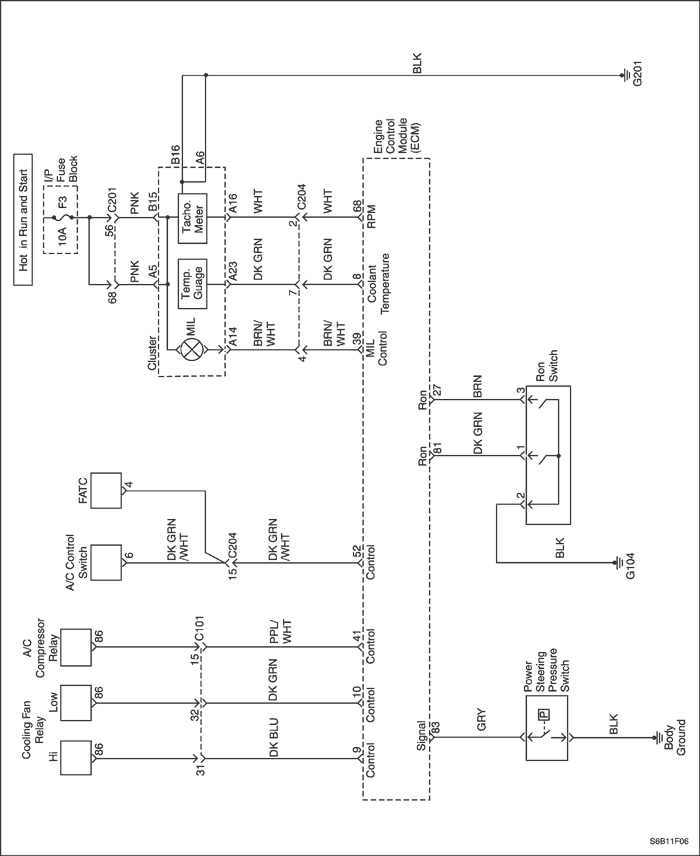 Hot in Run and Start
I/P
Fuse
Block
F3
10A
56
C201
68
PNK
PNK
B15
A5
B16
A6
BLK
G201
Cluster
MIL
Temp.
Guage
Tacho.
Meter
A14
A23
A16
BRN/
WHT
DK GRN
WHT
4
7
2
C204
BRN/
WHT
DK GRN
WHT
39
8
68
MIL
Control
Coolant
Temperature
RPM
Engine
Control
Module
(ECM)
FATC
4
A/C Control
Switch
6
DK GRN
/WHT
15
C204
DK GRN
/WHT
52
Control
A/C
Compressor
Relay
86
Cooling Fan
Relay
Low
86
Hi
86
15
C101
32
31
PPL/
WHT
DK GRN
DK BLU
41
Control
10
Control
9
Control
Ron
27
BRN
3
Ron
81
DK GRN
1
2
Ron
Switch
BLK
G104
Signal
83
GRY
Power
Steering
Pressure
Switch
P
BLK
Body
Ground
S6B11F06